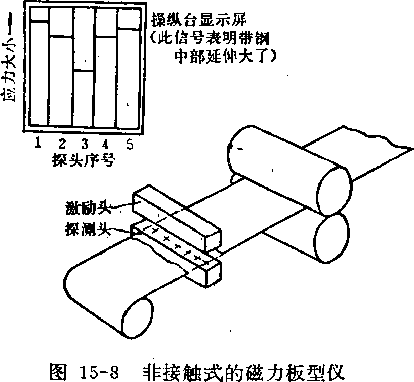 操纵台显示屏
(此信号表明带钢
中部延伸大了)
应力大小
1 2 3 4 5
探头序号
激励头
探测头
图 15-8 非接触式的磁力板型仪